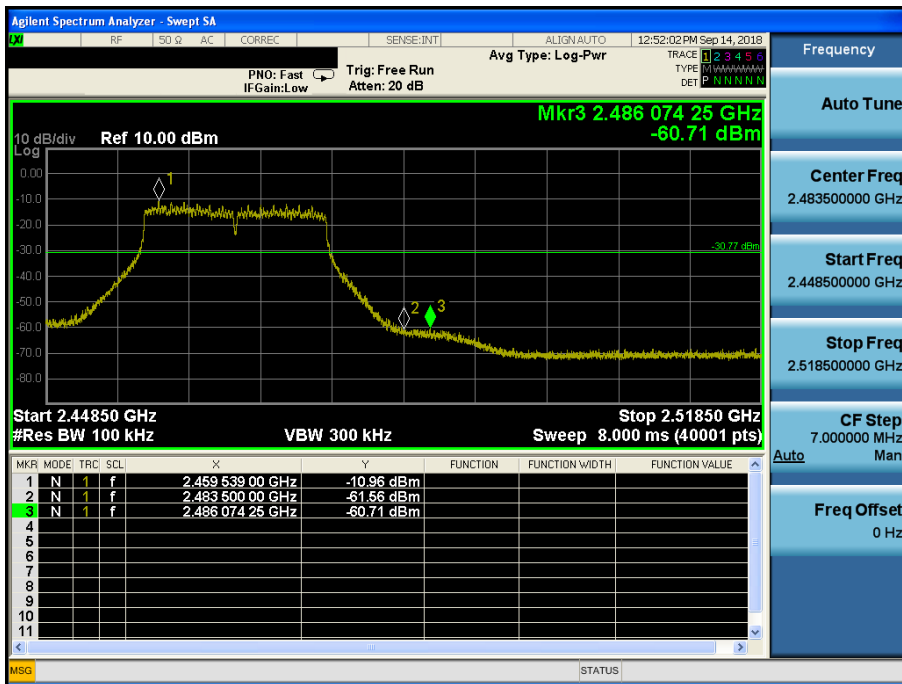 Agilent Spectrum Analyzer - Swept SA
LXI RF 50 Ω AC CORREC SENSE:INT ALIGN AUTO 12:52:02 PM Sep 14, 2018
Frequency
Avg Type: Log-Pwr
TRACE 1 2 3 4 5 6
PNO: Fast Trig: Free Run
TYPE M WWWWW
IFGain:Low Atten: 20 dB
DET P N N N N N
Auto Tune
Mkr3 2.486 074 25 GHz
-60.71 dBm
10 dB/div Ref 10.00 dBm
Log
0.00
1
-10.0
-20.0
-30.0
-30.77 dBm
-40.0
-50.0
2 3
-60.0
-70.0
-80.0
Center Freq
2.483500000 GHz
Start Freq
2.448500000 GHz
Stop Freq
2.518500000 GHz
Start 2.44850 GHz Stop 2.51850 GHz
#Res BW 100 kHz VBW 300 kHz Sweep 8.000 ms (40001 pts)
CF Step
7.000000 MHz
Auto Man
MKR MODE TRC SCL X Y FUNCTION FUNCTION WIDTH FUNCTION VALUE
1 N 1 f 2.459 539 00 GHz -10.96 dBm
2 N 1 f 2.483 500 00 GHz -61.56 dBm
3 N 1 f 2.486 074 25 GHz -60.71 dBm
4
5
6
7
8
9
10
11
Freq Offset
0 Hz
MSG STATUS